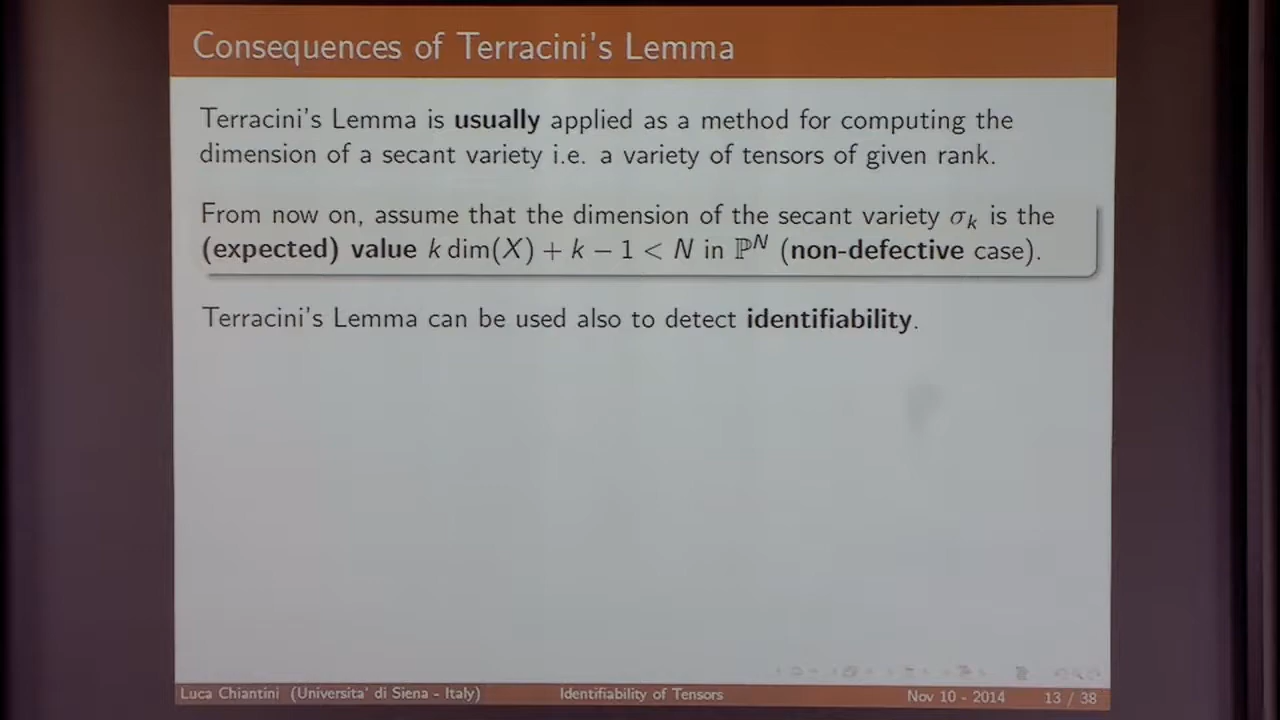 Consequences of Terracini's Lemma
Terracini's Lemma is usually applied as a method for computing the
dimension of a secant variety i.e. a variety of tensors of given rank.
From now on, assume that the dimension of the secant variety σₖ is the
(expected) value k dim(X) + k − 1 < N in ℙᴺ (non-defective case).
Terracini's Lemma can be used also to detect identifiability.
Luca Chiantini (Universita' di Siena - Italy) Identifiability of Tensors Nov 10 - 2014 13 / 38